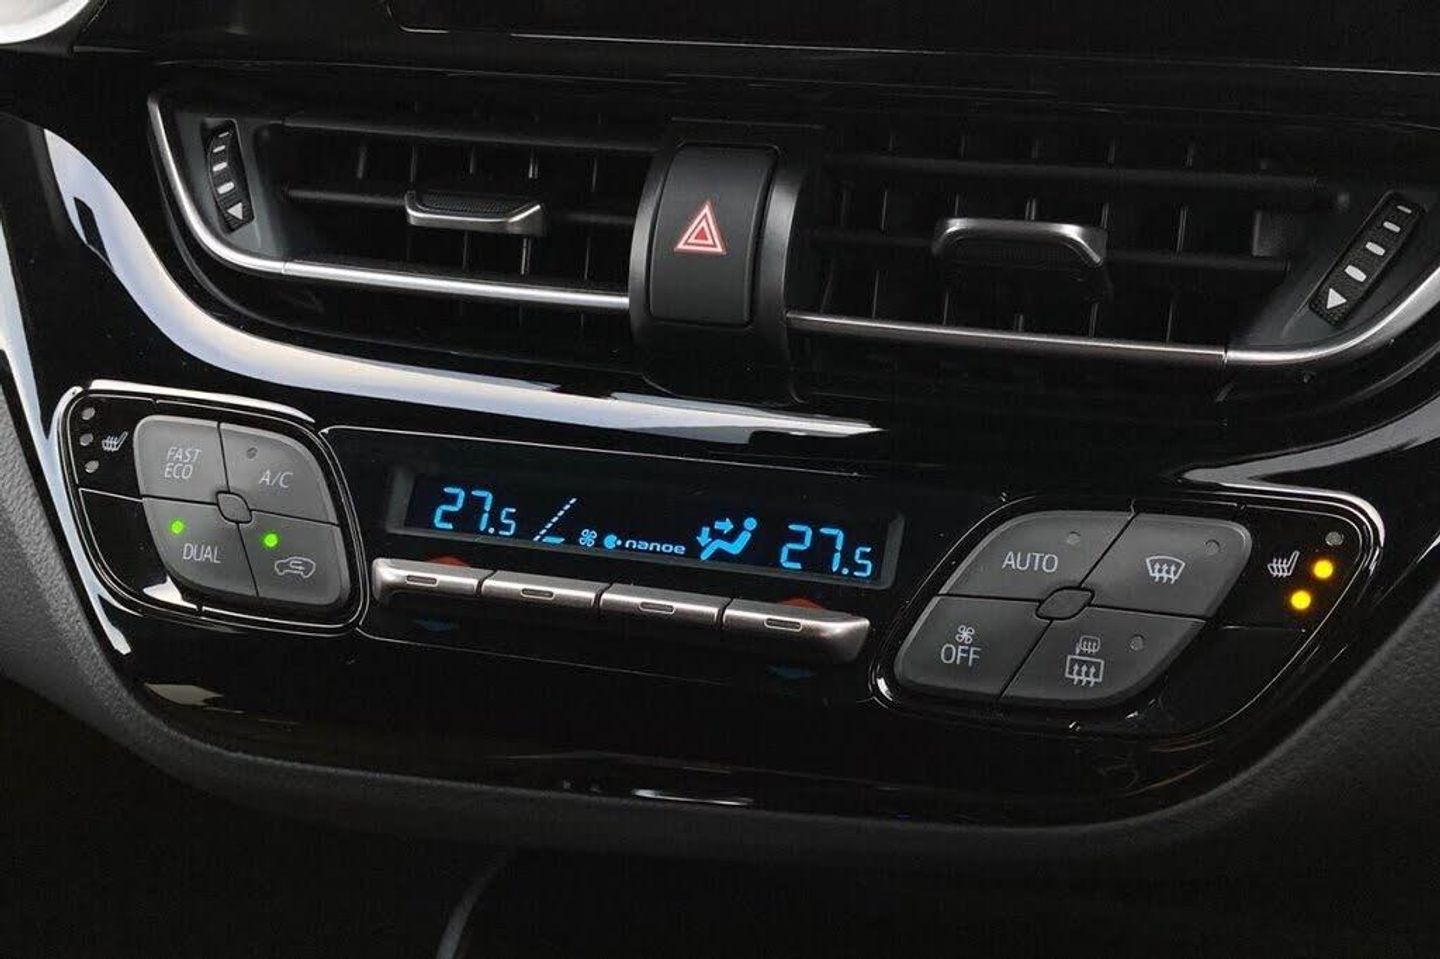 FAST
ECO
A/C
DUAL
27.5
nanoe
27.5
AUTO
OFF